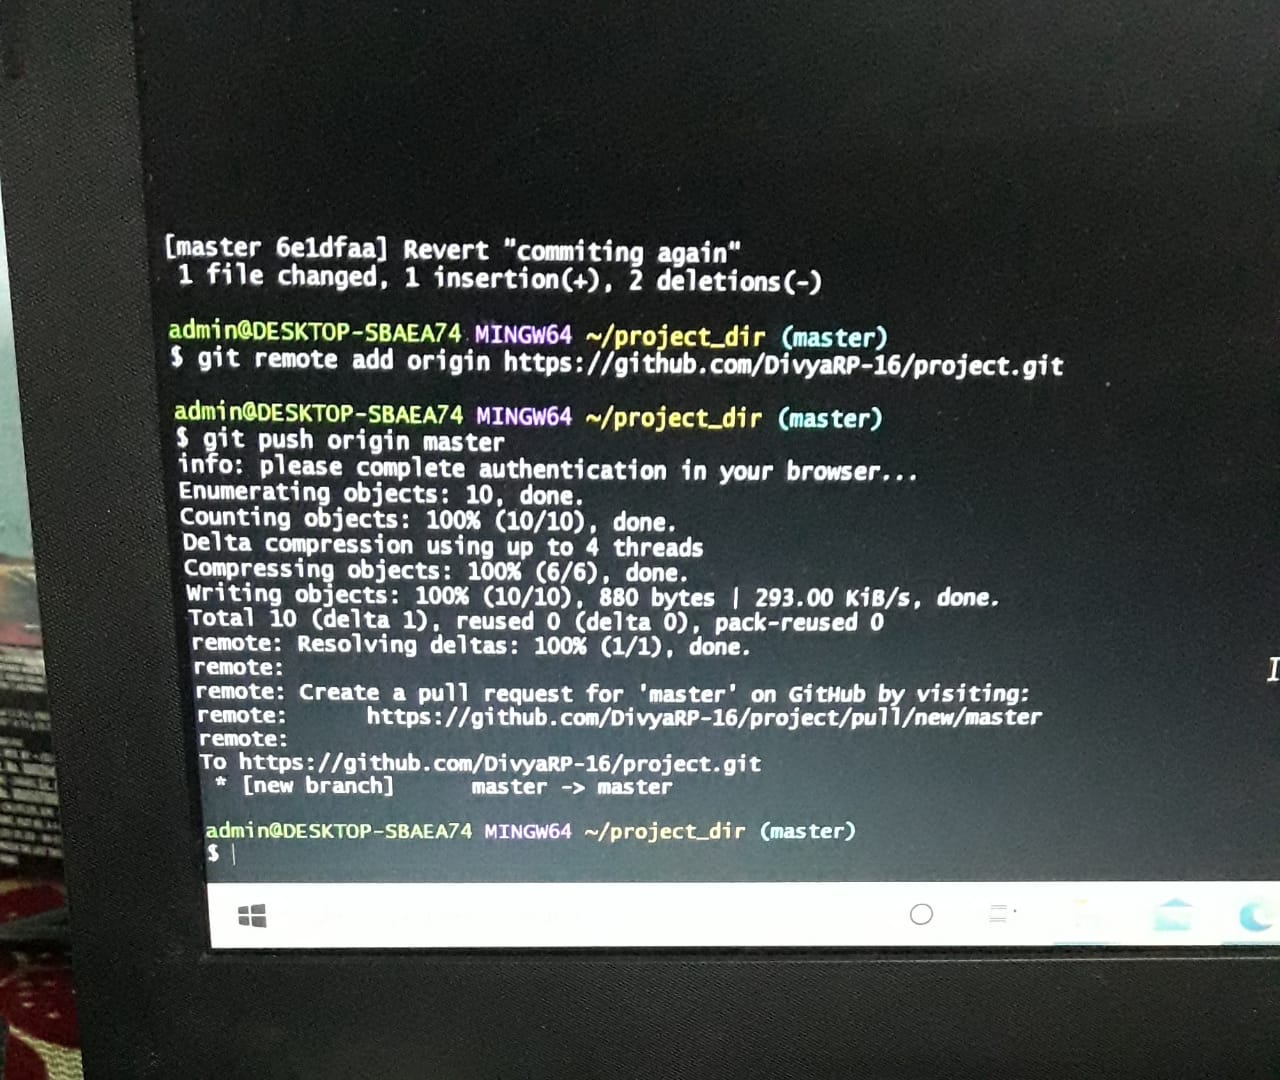 [master 6e1dfaa] Revert "commiting again"
 1 file changed, 1 insertion(+), 2 deletions(-)
admin@DESKTOP-SBAEA74 MINGW64 ~/project_dir (master)
$ git remote add origin https://github.com/DivyaRP-16/project.git
admin@DESKTOP-SBAEA74 MINGW64 ~/project_dir (master)
$ git push origin master
info: please complete authentication in your browser...
Enumerating objects: 10, done.
Counting objects: 100% (10/10), done.
Delta compression using up to 4 threads
Compressing objects: 100% (6/6), done.
Writing objects: 100% (10/10), 880 bytes | 293.00 KiB/s, done.
Total 10 (delta 1), reused 0 (delta 0), pack-reused 0
remote: Resolving deltas: 100% (1/1), done.
remote:
remote: Create a pull request for 'master' on GitHub by visiting:
remote:      https://github.com/DivyaRP-16/project/pull/new/master
remote:
To https://github.com/DivyaRP-16/project.git
 * [new branch]      master -> master
admin@DESKTOP-SBAEA74 MINGW64 ~/project_dir (master)
$